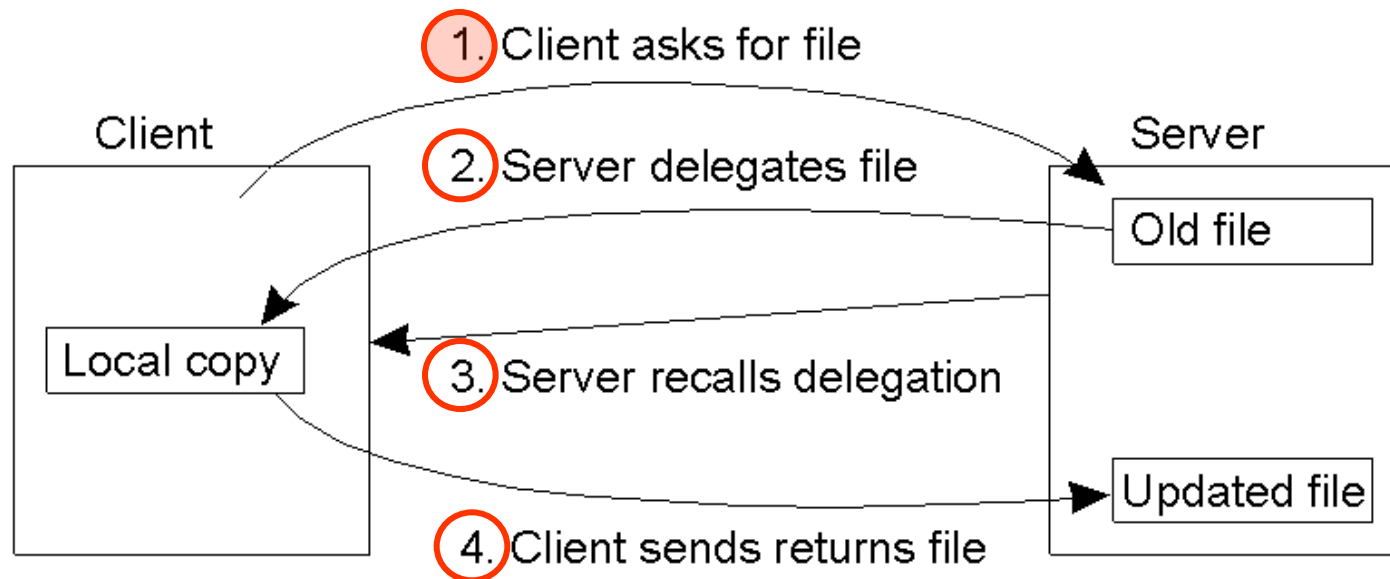 1. Client asks for file
Client
Server
2. Server delegates file
Old file
Local copy
3. Server recalls delegation
Updated file
4. Client sends returns file